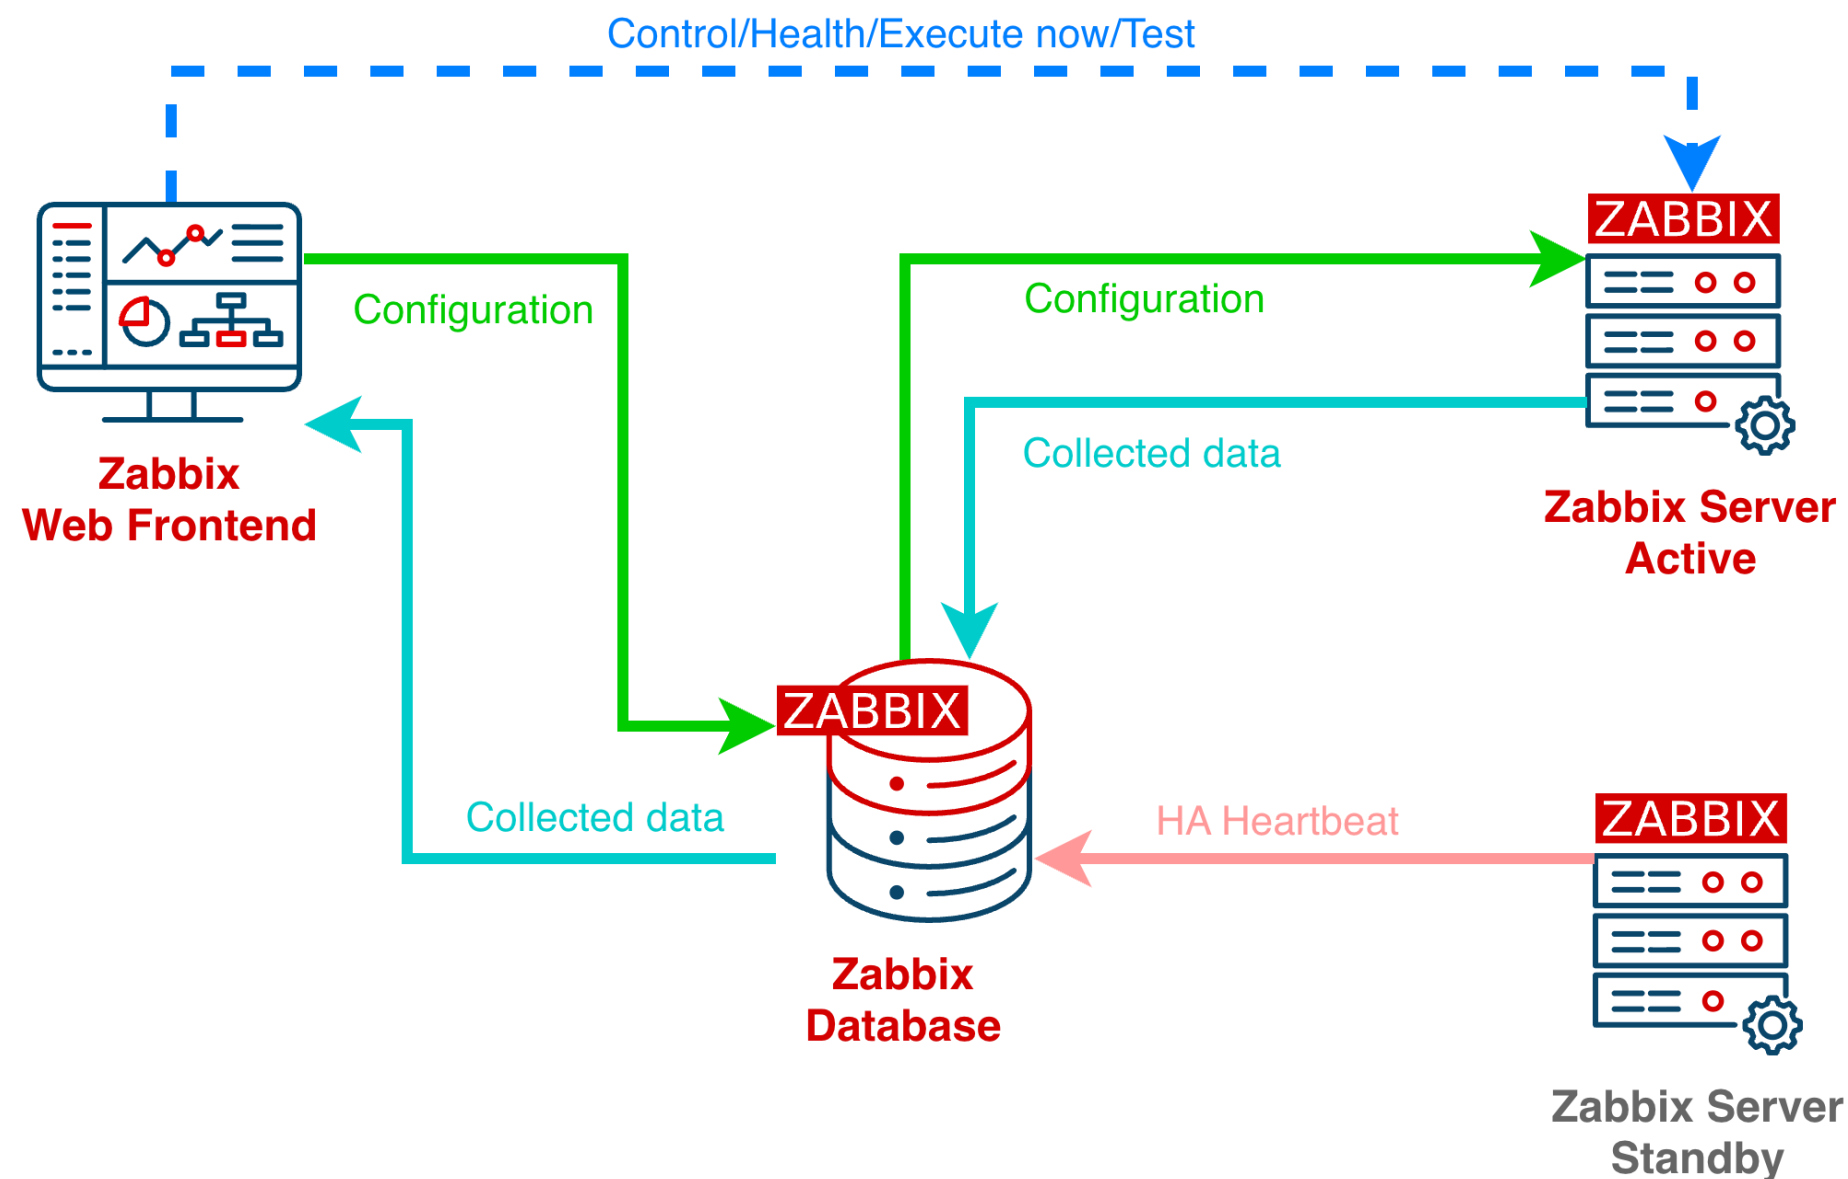 Control/Health/Execute now/Test
ZABBIX
Configuration
Configuration
Collected data
Zabbix
Web Frontend
Zabbix Server
Active
ZABBIX
Collected data
HA Heartbeat
ZABBIX
Zabbix
Database
Zabbix Server
Standby